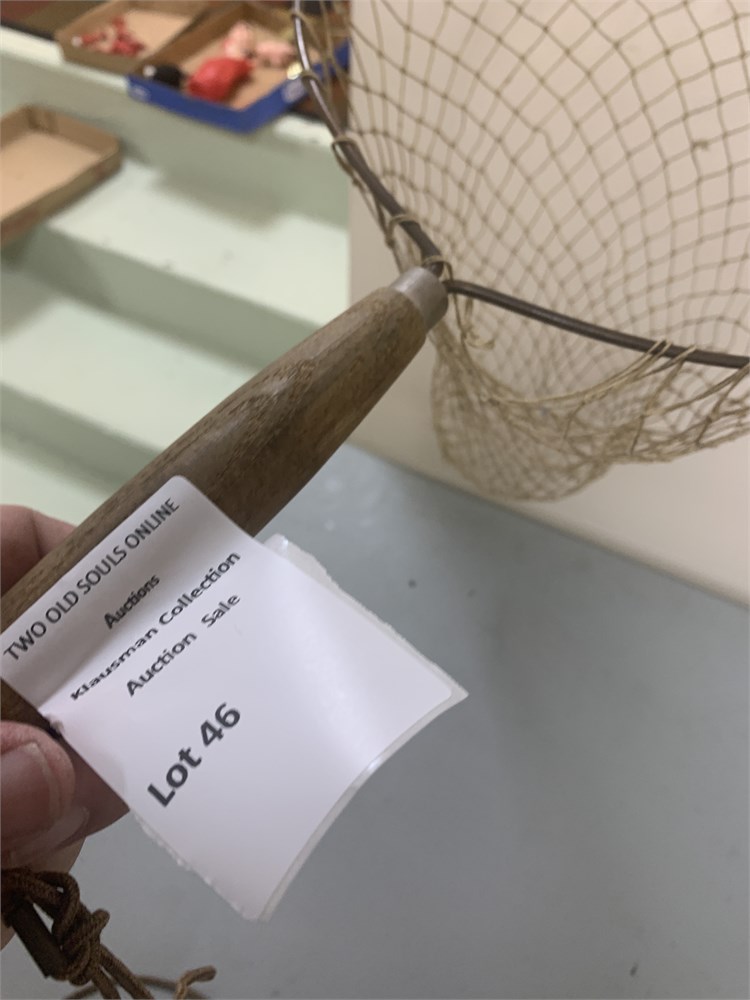 TWO OLD SOULS ONLINE
Auctions
Klausman Collection
Auction Sale
Lot 46